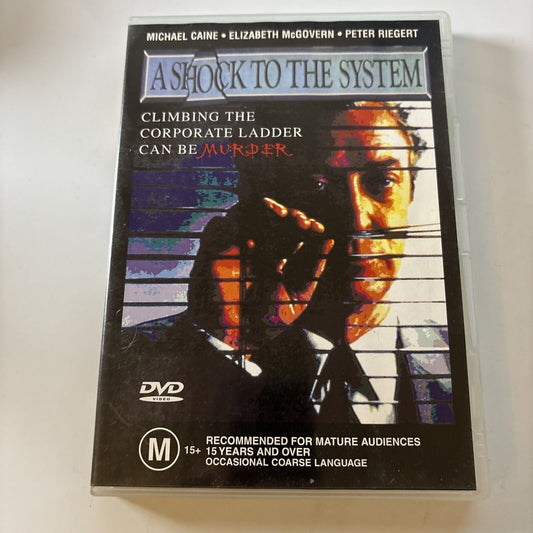 MICHAEL CAINE • ELIZABETH McGOVERN • PETER RIEGERT
A SHOCK TO THE SYSTEM
CLIMBING THE
CORPORATE LADDER
CAN BE MURDER
DVD
VIDEO
M 15+
RECOMMENDED FOR MATURE AUDIENCES
15 YEARS AND OVER
OCCASIONAL COARSE LANGUAGE